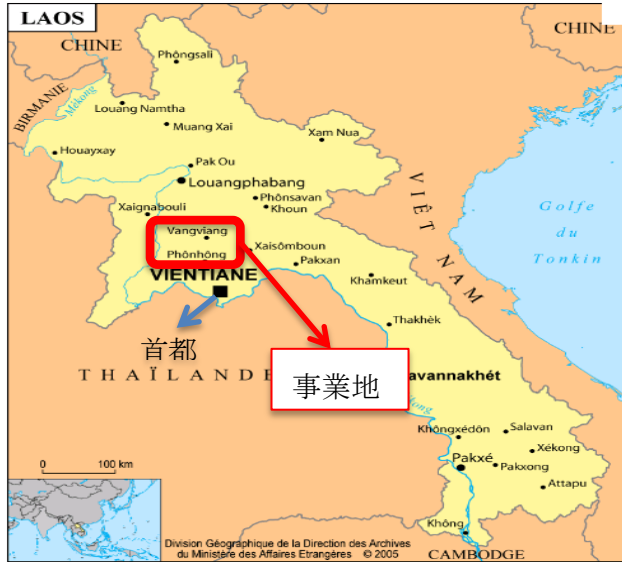 LAOS
CHINE
CHINE
Phôngsali
BIRMANIE
Mékong
Louang Namtha
Muang Xai
Xam Nua
Houayxay
Pak Ou
Louangphabang
Phônsavan
Khoun
Xaignabouli
VIÊT NAM
Golfe
du
Tonkin
Vangviang
Phônhông
Xaisômboun
Pakxan
VIENTIANE
Khamkeut
Thakhèk
首都
THAÏLANDE
事業地
avannakhét
ong
Khôngxédôn
Salavan
Xékong
Pakxé
Pakxong
Attapu
0 100 km
Không
CAMBODGE
Division Géographique de la Direction des Archives
du Ministère des Affaires Etrangères © 2005